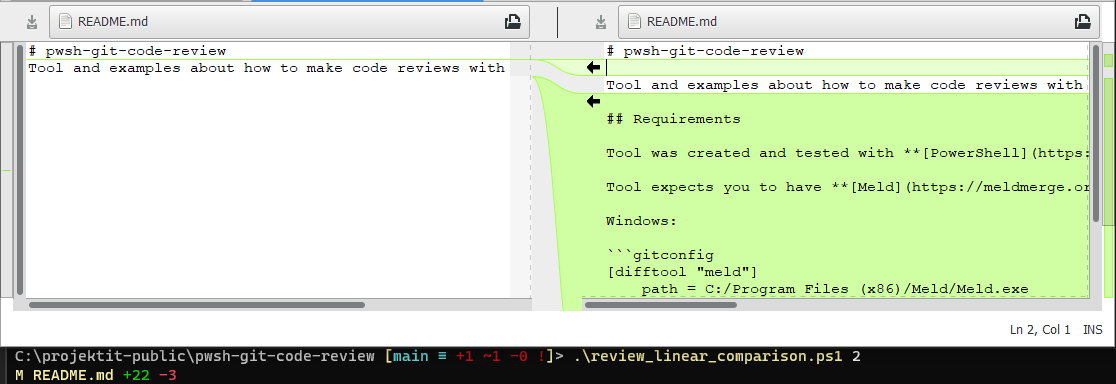 README.md
README.md
# pwsh-git-code-review
Tool and examples about how to make code reviews with
# pwsh-git-code-review
Tool and examples about how to make code reviews with
## Requirements
Tool was created and tested with **[PowerShell](https:
Tool expects you to have **[Meld](https://meldmerge.or
Windows:
```gitconfig
[difftool "meld"]
path = C:/Program Files (x86)/Meld/Meld.exe
Ln 2, Col 1 INS
C:\projektit-public\pwsh-git-code-review [main ≡ +1 ~1 -0 !]> .\review_linear_comparison.ps1 2
M README.md +22 -3